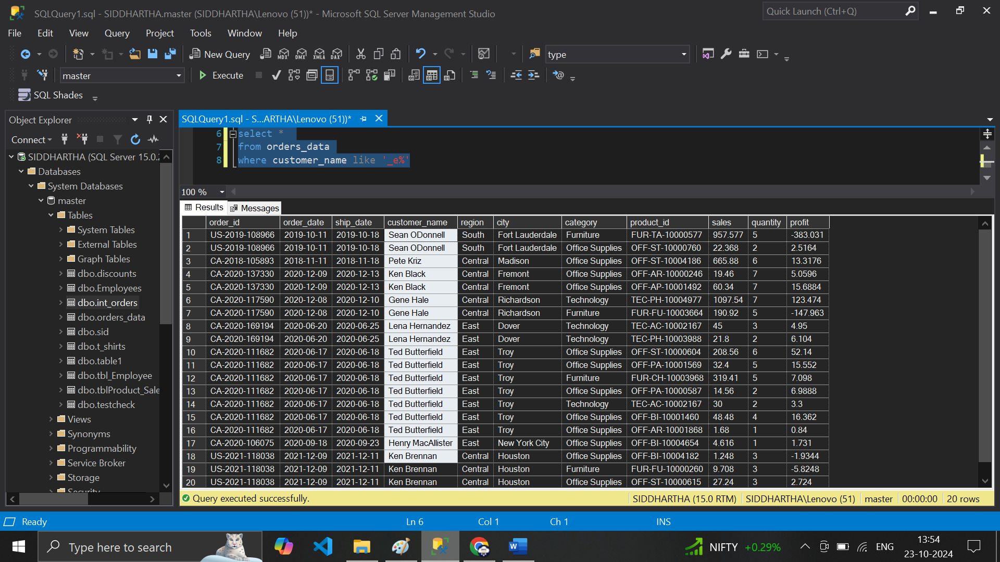 SQLQuery1.sql - SIDDHARTHA.master (SIDDHARTHA\Lenovo (51))* - Microsoft SQL Server Management Studio
Quick Launch (Ctrl+Q)
File Edit View Query Project Tools Window Help
New Query MDX DMX XMLA DAX type
master Execute
SQL Shades
Object Explorer
Connect
SIDDHARTHA (SQL Server 15.0.
Databases
System Databases
master
Tables
System Tables
External Tables
Graph Tables
dbo.discounts
dbo.Employees
dbo.int_orders
dbo.orders_data
dbo.sid
dbo.t_shirts
dbo.table1
dbo.tbl_Employee
dbo.tblProduct_Sale
dbo.testcheck
Views
Synonyms
Programmability
Service Broker
Storage
Security
SQLQuery1.sql - S...ARTHA\Lenovo (51))*
6 select *
7 from orders_data
8 where customer_name like '_e%'
100 %
Results Messages
order_id order_date ship_date customer_name region city category product_id sales quantity profit
1 US-2019-108966 2019-10-11 2019-10-18 Sean ODonnell South Fort Lauderdale Furniture FUR-TA-10000577 957.577 5 -383.031
2 US-2019-108966 2019-10-11 2019-10-18 Sean ODonnell South Fort Lauderdale Office Supplies OFF-ST-10000760 22.368 2 2.5164
3 CA-2018-105893 2018-11-11 2018-11-18 Pete Kriz Central Madison Office Supplies OFF-ST-10004186 665.88 6 13.3176
4 CA-2020-137330 2020-12-09 2020-12-13 Ken Black Central Fremont Office Supplies OFF-AR-10000246 19.46 7 5.0596
5 CA-2020-137330 2020-12-09 2020-12-13 Ken Black Central Fremont Office Supplies OFF-AP-10001492 60.34 7 15.6884
6 CA-2020-117590 2020-12-08 2020-12-10 Gene Hale Central Richardson Technology TEC-PH-10004977 1097.54 7 123.474
7 CA-2020-117590 2020-12-08 2020-12-10 Gene Hale Central Richardson Furniture FUR-FU-10003664 190.92 5 -147.963
8 CA-2020-169194 2020-06-20 2020-06-25 Lena Hernandez East Dover Technology TEC-AC-10002167 45 3 4.95
9 CA-2020-169194 2020-06-20 2020-06-25 Lena Hernandez East Dover Technology TEC-PH-10003988 21.8 2 6.104
10 CA-2020-111682 2020-06-17 2020-06-18 Ted Butterfield East Troy Office Supplies OFF-ST-10000604 208.56 6 52.14
11 CA-2020-111682 2020-06-17 2020-06-18 Ted Butterfield East Troy Office Supplies OFF-PA-10001569 32.4 5 15.552
12 CA-2020-111682 2020-06-17 2020-06-18 Ted Butterfield East Troy Furniture FUR-CH-10003968 319.41 5 7.098
13 CA-2020-111682 2020-06-17 2020-06-18 Ted Butterfield East Troy Office Supplies OFF-PA-10000587 14.56 2 6.9888
14 CA-2020-111682 2020-06-17 2020-06-18 Ted Butterfield East Troy Technology TEC-AC-10002167 30 2 3.3
15 CA-2020-111682 2020-06-17 2020-06-18 Ted Butterfield East Troy Office Supplies OFF-BI-10001460 48.48 4 16.362
16 CA-2020-111682 2020-06-17 2020-06-18 Ted Butterfield East Troy Office Supplies OFF-AR-10001868 1.68 1 0.84
17 CA-2020-106075 2020-09-18 2020-09-23 Henry MacAllister East New York City Office Supplies OFF-BI-10004654 4.616 1 1.731
18 US-2021-118038 2021-12-09 2021-12-11 Ken Brennan Central Houston Office Supplies OFF-BI-10004182 1.248 3 -1.9344
19 US-2021-118038 2021-12-09 2021-12-11 Ken Brennan Central Houston Furniture FUR-FU-10000260 9.708 3 -5.8248
20 US-2021-118038 2021-12-09 2021-12-11 Ken Brennan Central Houston Office Supplies OFF-ST-10000615 27.24 3 2.724
Query executed successfully. SIDDHARTHA (15.0 RTM) SIDDHARTHA\Lenovo (51) master 00:00:00 20 rows
Ready Ln 6 Col 1 Ch 1 INS
Type here to search
NIFTY +0.29%
ENG
13:54
23-10-2024